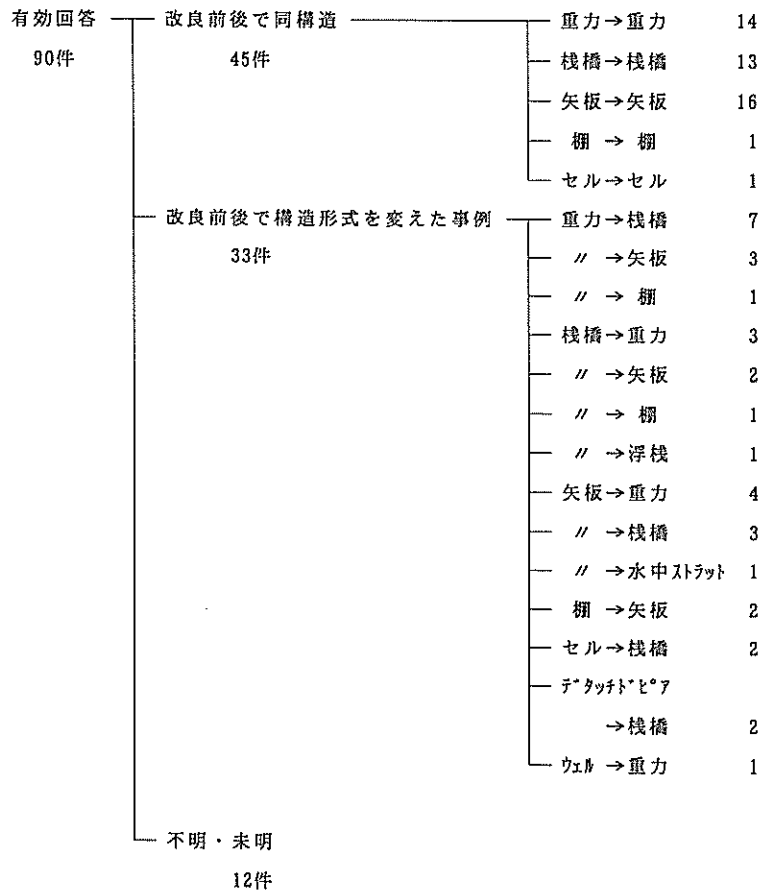 有効回答 改良前後で同構造 重力→重力 14
90件 45件 桟橋→桟橋 13
矢板→矢板 16
棚 → 棚 1
セル→セル 1
改良前後で構造形式を変えた事例 重力→桟橋 7
33件 〃 →矢板 3
〃 → 棚 1
桟橋→重力 3
〃 →矢板 2
〃 → 棚 1
〃 →浮桟 1
矢板→重力 4
〃 →桟橋 3
〃 →水中ストラット 1
棚 →矢板 2
セル→桟橋 2
デタッチドピア
→桟橋 2
ウェル →重力 1
不明・未明
12件